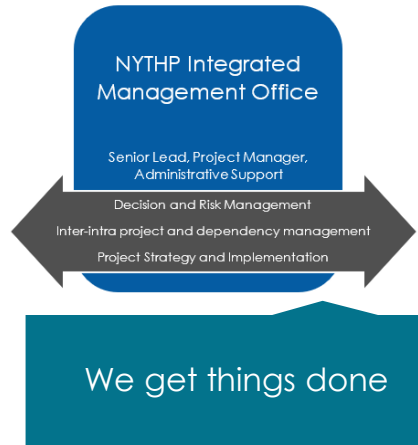 NYTHP Integrated
Management Office
Senior Lead, Project Manager,
Administrative Support
Decision and Risk Management
Inter-intra project and dependency management
Project Strategy and Implementation
We get things done